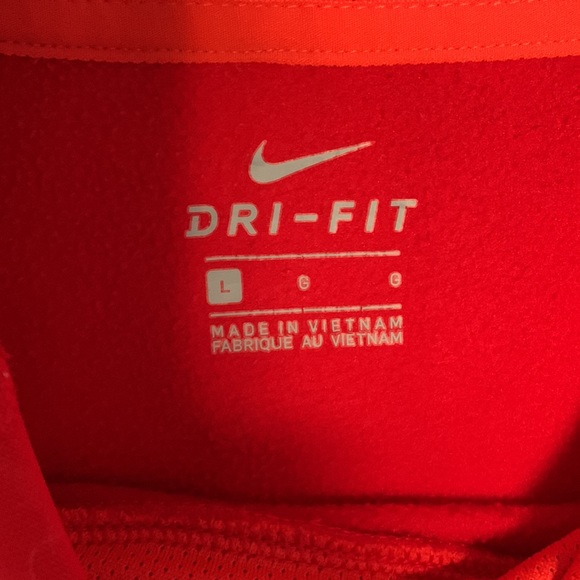 DRI-FIT
L G G
MADE IN VIETNAM
FABRIQUE AU VIETNAM